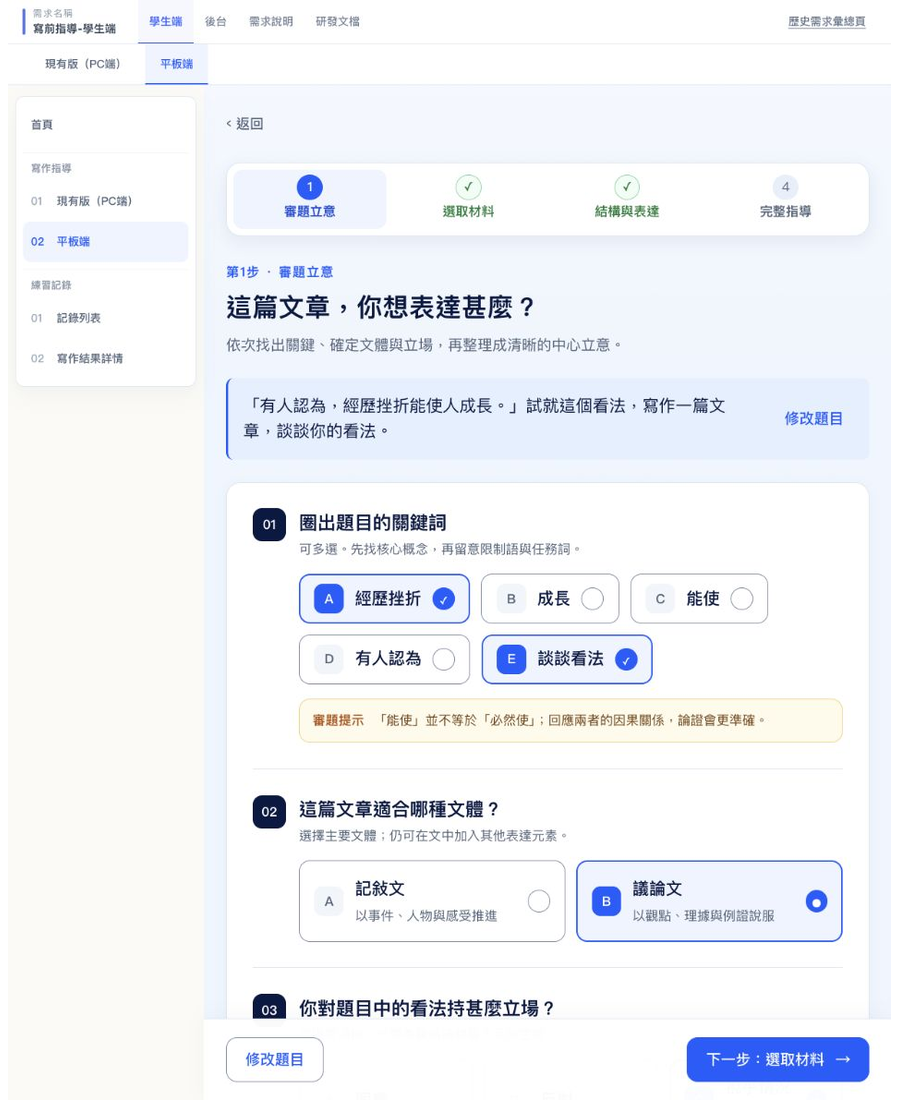 需求名稱
寫前指導-學生端
學生端
後台
需求說明
研發文檔
歷史需求彙總頁
現有版（PC端）
平板端
首頁
寫作指導
01 現有版（PC端）
02 平板端
練習記錄
01 記錄列表
02 寫作結果詳情
‹ 返回
1
審題立意
✓
選取材料
✓
結構與表達
4
完整指導
第1步 · 審題立意
這篇文章，你想表達甚麼？
依次找出關鍵、確定文體與立場，再整理成清晰的中心立意。
「有人認為，經歷挫折能使人成長。」試就這個看法，寫作一篇文
章，談談你的看法。
修改題目
01 圈出題目的關鍵詞
可多選。先找核心概念，再留意限制語與任務詞。
A 經歷挫折 ✓
B 成長
C 能使
D 有人認為
E 談談看法 ✓
審題提示 「能使」並不等於「必然使」；回應兩者的因果關係，論證會更準確。
02 這篇文章適合哪種文體？
選擇主要文體；仍可在文中加入其他表達元素。
A 記敍文
以事件、人物與感受推進
B 議論文
以觀點、理據與例證說服
03 你對題目中的看法持甚麼立場？
修改題目
下一步：選取材料 →